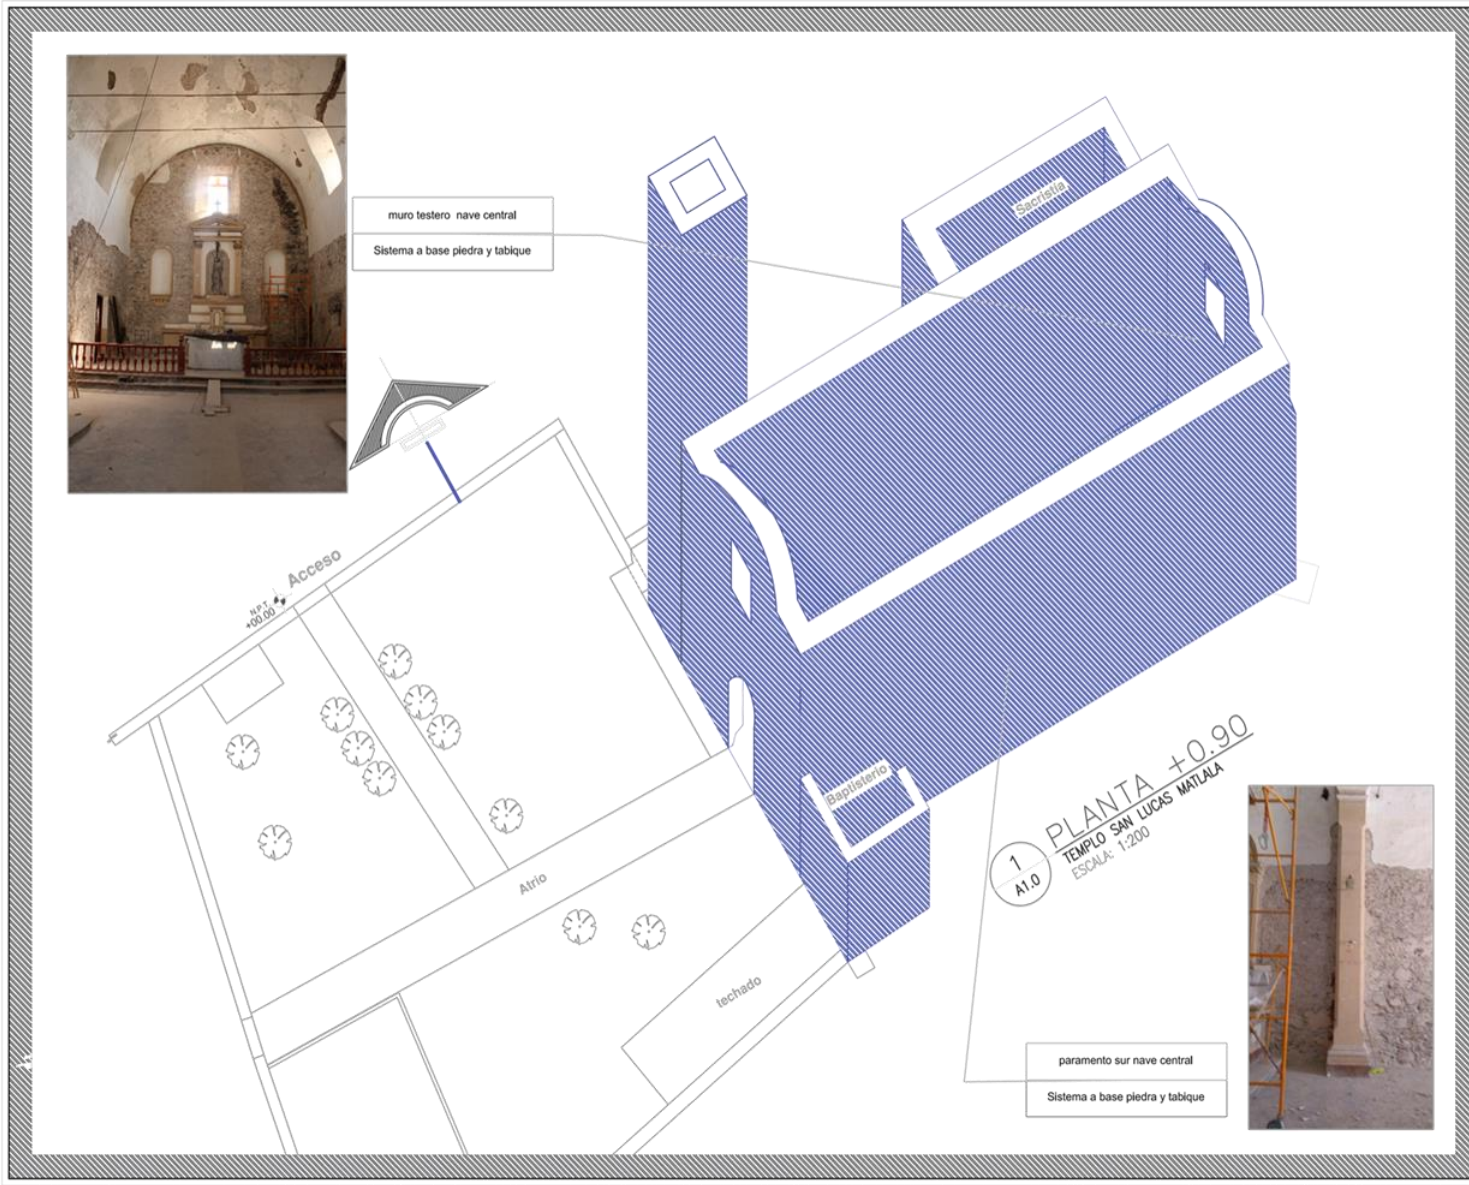 muro testero nave central
Sistema a base piedra y tabique
Sacristía
Acceso
N.P.T
+00.00
Baptisterio
Atrio
techado
1
A1.0
PLANTA +0.90
TEMPLO SAN LUCAS MATLALA
ESCALA: 1:200
paramento sur nave central
Sistema a base piedra y tabique